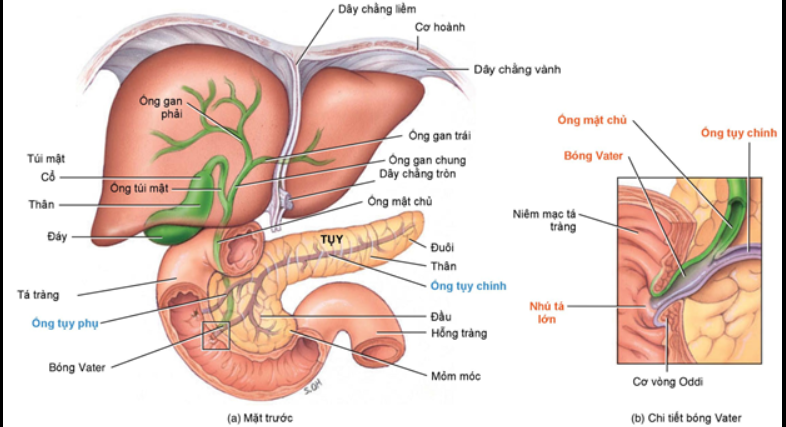 Dây chằng liềm
Cơ hoành
Dây chằng vành
Ống gan
phải
Ống gan trái
Túi mật
Cổ
Ống gan chung
Dây chằng tròn
Ống túi mật
Thân
Ống mật chủ
Đáy
TỤY
Đuôi
Thân
Ống tụy chính
Tá tràng
Ống tụy phụ
Đầu
Hỗng tràng
Bóng Vater
Mỏm móc
S.GH
(a) Mặt trước
Ống mật chủ
Ống tụy chính
Bóng Vater
Niêm mạc tá
tràng
Nhú tá
lớn
Cơ vòng Oddi
(b) Chi tiết bóng Vater